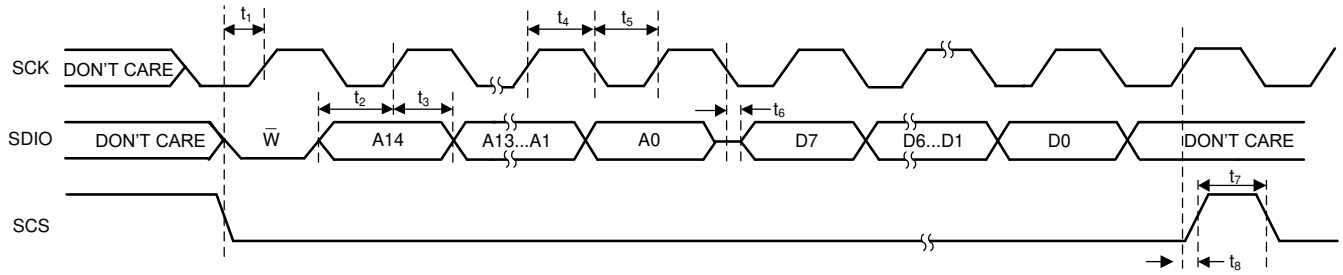 t1 t4 t5
SCK DON'T CARE
t2 t3 t6
SDIO DON'T CARE W̅ A14 A13...A1 A0 D7 D6...D1 D0 DON'T CARE
t7
SCS
t8